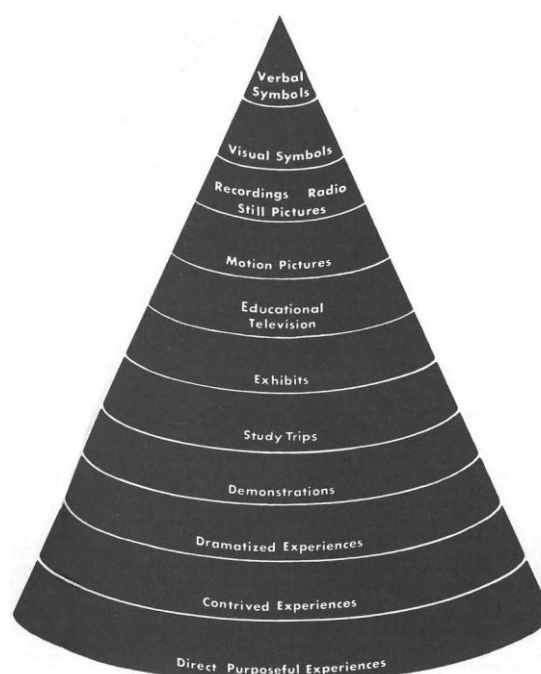 Verbal
Symbols
Visual Symbols
Recordings Radio
Still Pictures
Motion Pictures
Educational
Television
Exhibits
Study Trips
Demonstrations
Dramatized Experiences
Contrived Experiences
Direct Purposeful Experiences